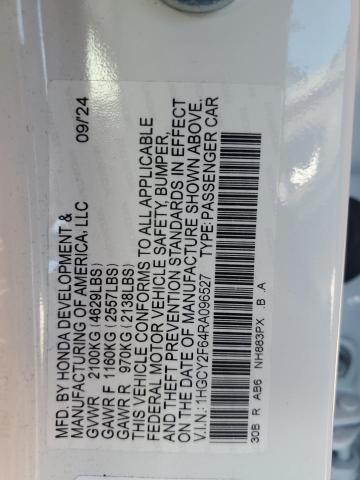 MFD. BY HONDA DEVELOPMENT &
MANUFACTURING OF AMERICA, LLC 09/24
GVWR 2100KG (4629LBS)
GAWR F 1160KG (2557LBS)
GAWR R 970KG (2138LBS)
THIS VEHICLE CONFORMS TO ALL APPLICABLE
FEDERAL MOTOR VEHICLE SAFETY, BUMPER,
AND THEFT PREVENTION STANDARDS IN EFFECT
ON THE DATE OF MANUFACTURE SHOWN ABOVE.
V.I.N.: 1HGCY2F64RA096527 TYPE: PASSENGER CAR
30B R AB6 NH883PX .B .A